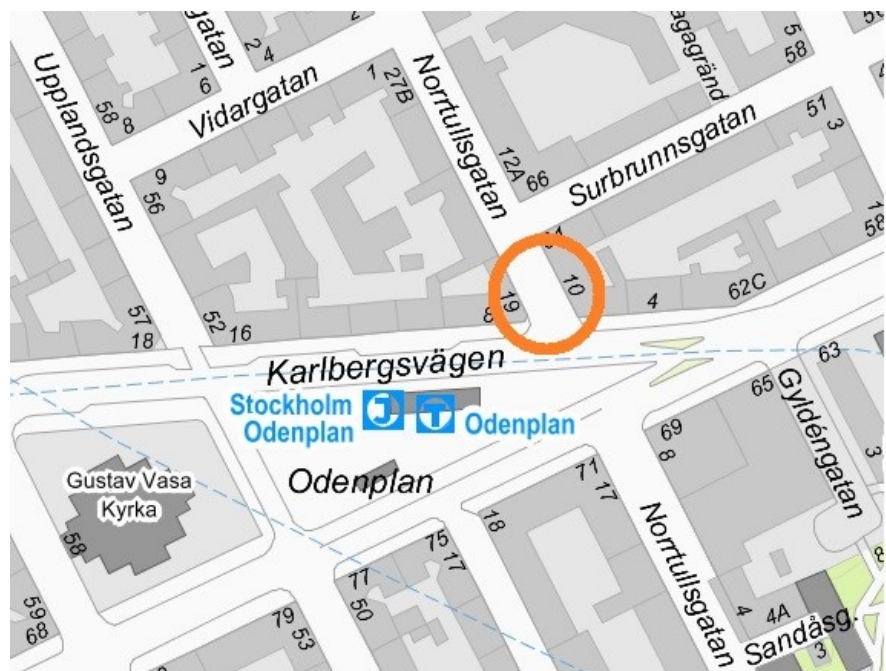 Upplandsgatan
Vidargatan
Norrtullsgatan
Surbrunnsgatan
2
4
1
6
58
8
1
27B
9
56
12A
66
5
58
51
3
58
19
8
10
4
62C
57
18
52
16
Karlbergsvägen
Stockholm
Odenplan
J
T
Odenplan
Odenplan
Gustav Vasa
Kyrka
58
59
68
79
53
77
50
75
17
18
71
17
69
8
65
63
Gyldéngatan
3
Norrtullsgatan
4
4A
Sandåsg.
3
8